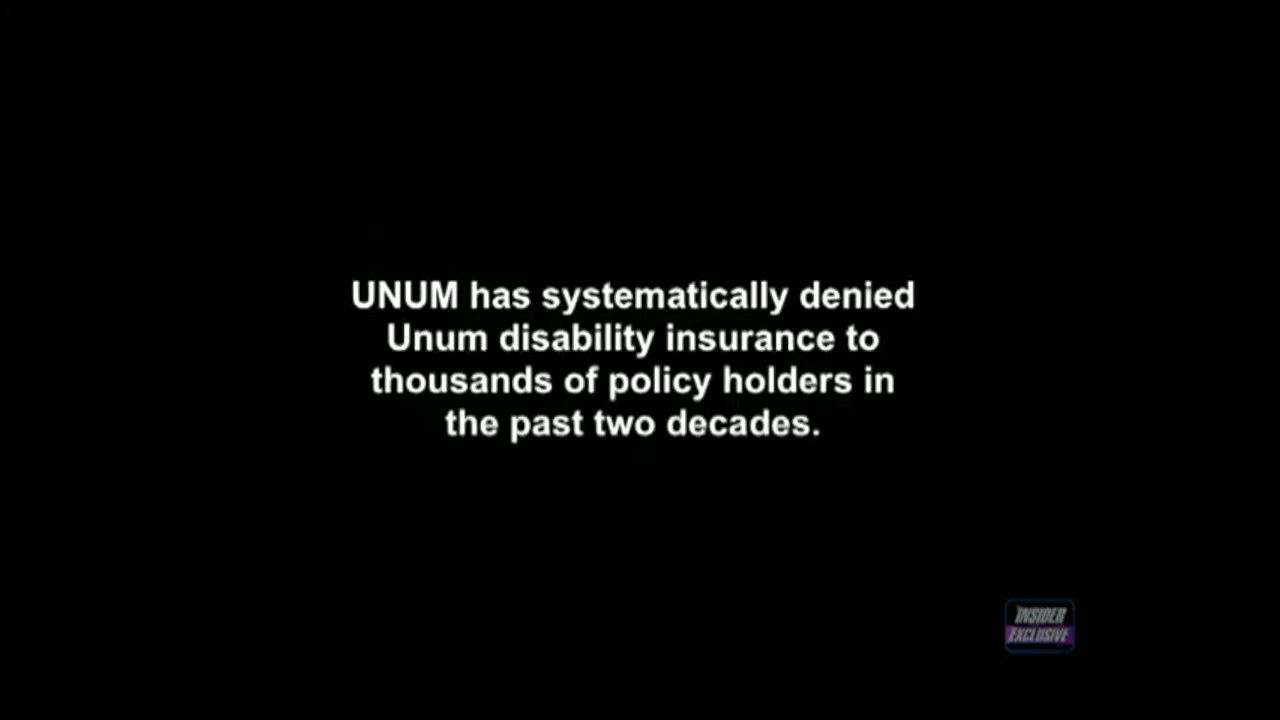 UNUM has systematically denied
Unum disability insurance to
thousands of policy holders in
the past two decades.
INSIDER
EXCLUSIVE